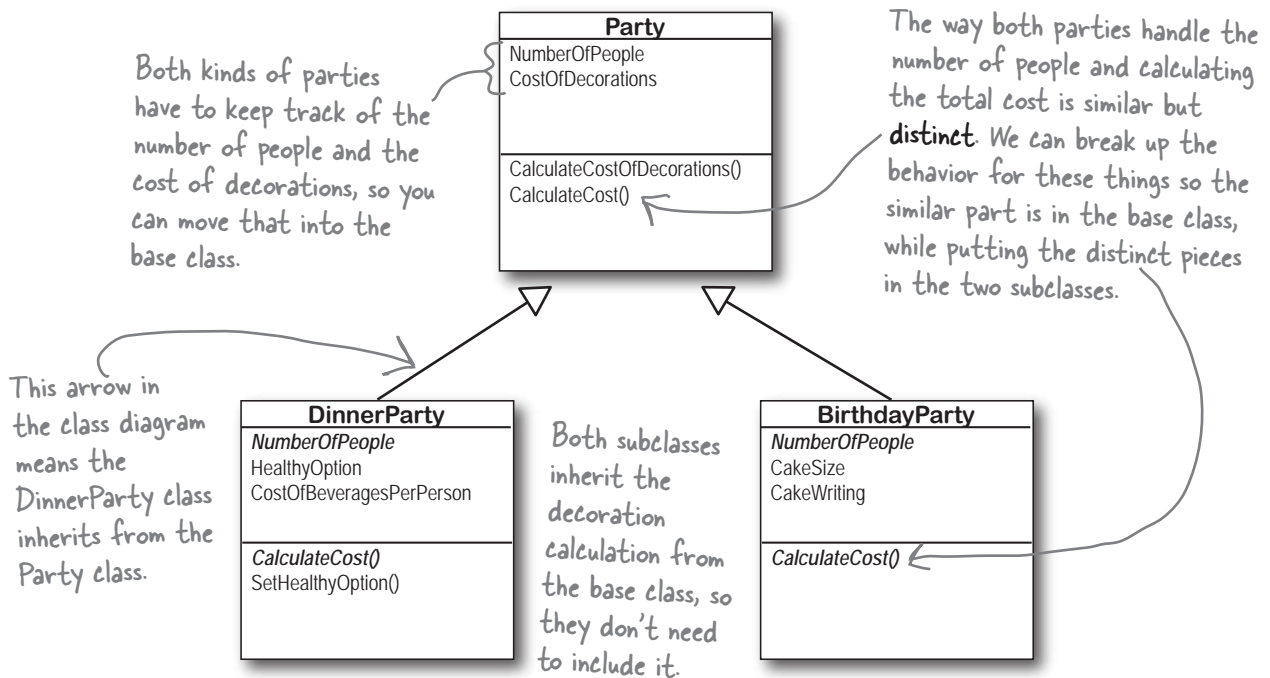 Party
NumberOfPeople
CostOfDecorations
CalculateCostOfDecorations()
CalculateCost()
Both kinds of parties
have to keep track of the
number of people and the
cost of decorations, so you
can move that into the
base class.
The way both parties handle the
number of people and calculating
the total cost is similar but
distinct. We can break up the
behavior for these things so the
similar part is in the base class,
while putting the distinct pieces
in the two subclasses.
This arrow in
the class diagram
means the
DinnerParty class
inherits from the
Party class.
DinnerParty
NumberOfPeople
HealthyOption
CostOfBeveragesPerPerson
CalculateCost()
SetHealthyOption()
Both subclasses
inherit the
decoration
calculation from
the base class, so
they don't need
to include it.
BirthdayParty
NumberOfPeople
CakeSize
CakeWriting
CalculateCost()